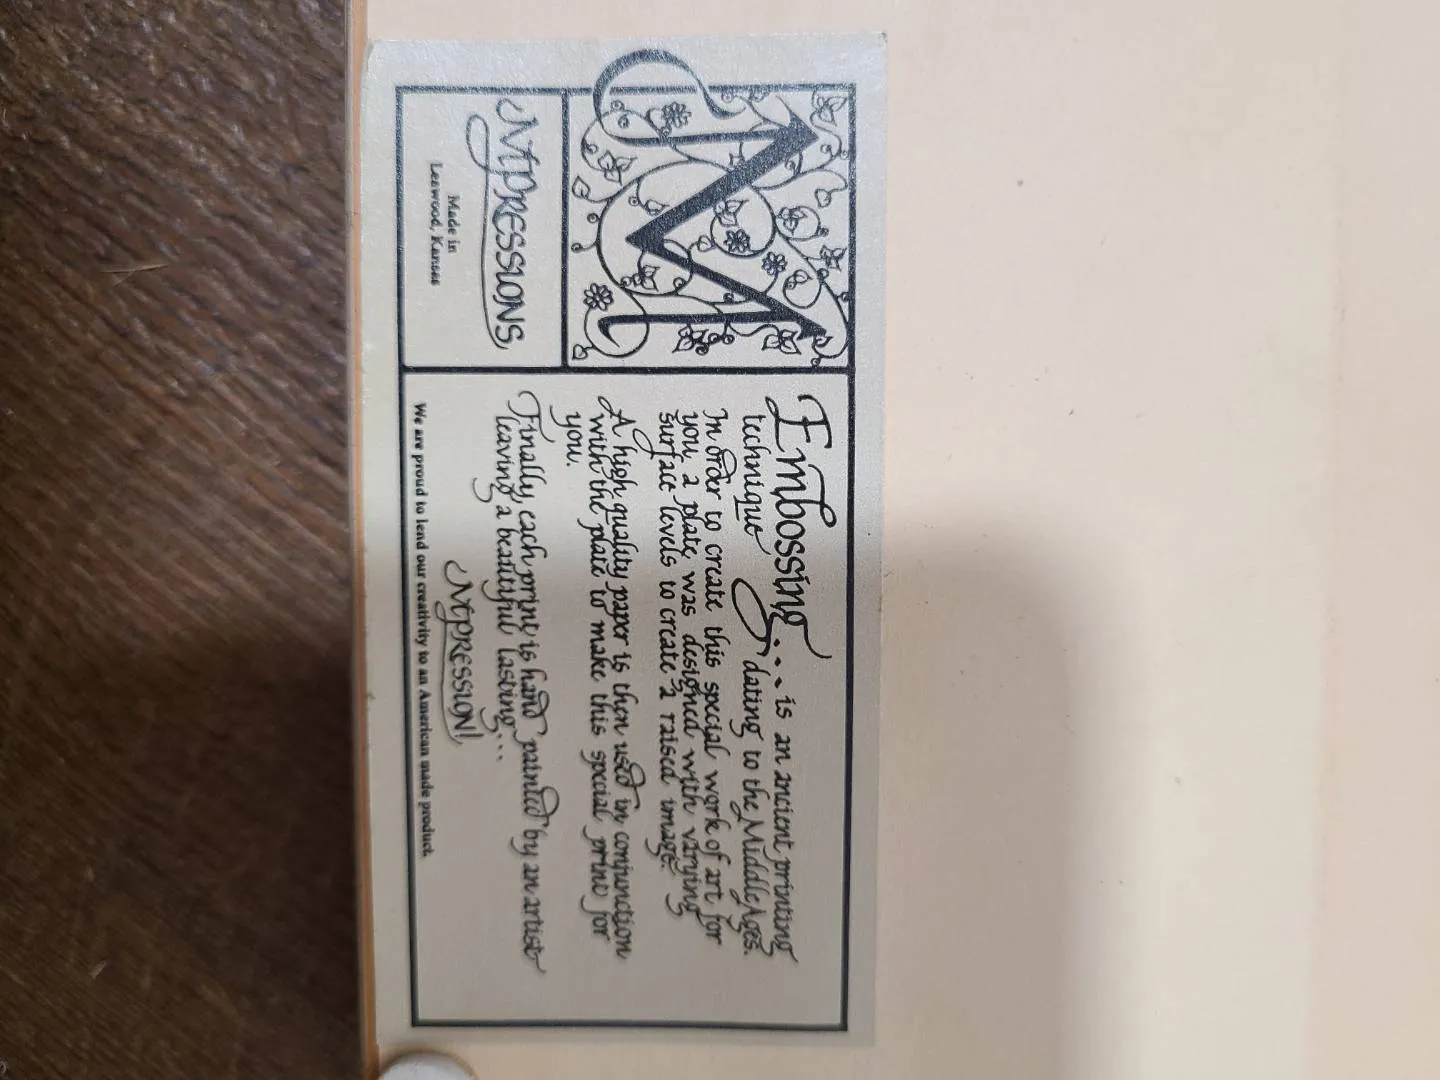 M
MPRESSIONS
Made in
Leawood, Kansas
Embossing... is an ancient printing
technique dating to the Middle Ages.
In order to create this special work of art for
you, a plate was designed with varying
surface levels to create a raised image.
A high quality paper is then used in conjunction
with the plate to make this special print for
you.
Finally, each print is hand painted by an artist
leaving a beautiful lasting...
MPRESSION!
We are proud to lend our creativity to an American made product.